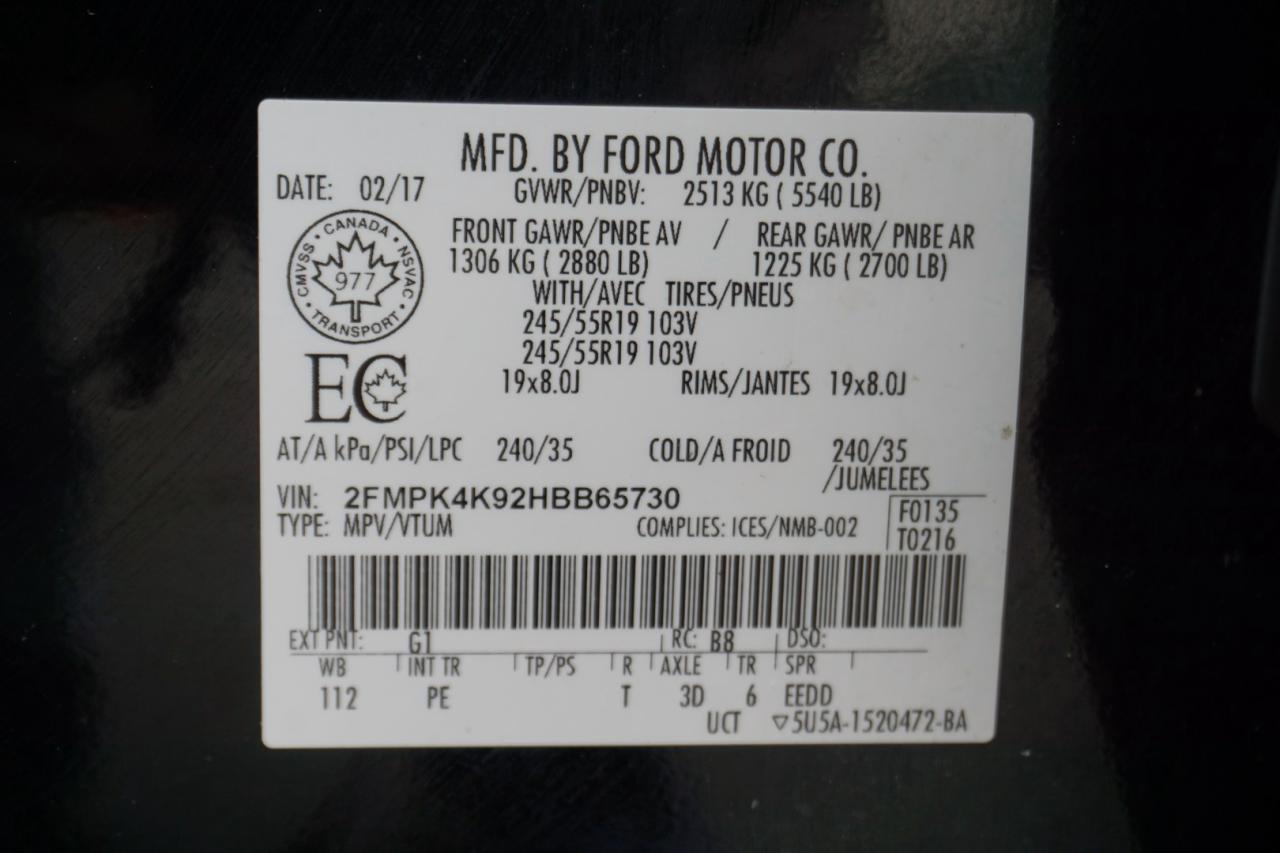 MFD. BY FORD MOTOR CO.
DATE: 02/17 GVWR/PNBV: 2513 KG ( 5540 LB)
FRONT GAWR/PNBE AV / REAR GAWR/ PNBE AR
1306 KG ( 2880 LB) 1225 KG ( 2700 LB)
WITH/AVEC TIRES/PNEUS
245/55R19 103V
245/55R19 103V
19x8.0J RIMS/JANTES 19x8.0J
CMVSS • CANADA • NSVAC • TRANSPORT •
977
EC
AT/A kPa/PSI/LPC 240/35 COLD/A FROID 240/35
/JUMELEES
VIN: 2FMPK4K92HBB65730
TYPE: MPV/VTUM COMPLIES: ICES/NMB-002
F0135
T0216
EXT PNT: G1 RC: B8 DSO:
WB INT TR TP/PS R AXLE TR SPR
112 PE T 3D 6 EEDD
UCT ▽5U5A-1520472-BA